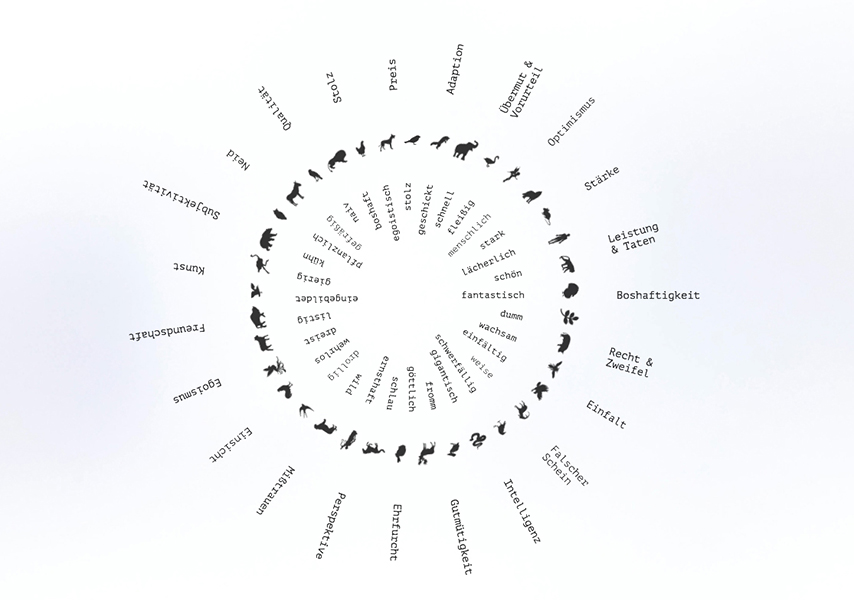 Preis
Adaption
Übermut &
Vorurteil
Optimismus
Stärke
Leistung
& Taten
Boshaftigkeit
Recht &
Zweifel
Einfalt
Falscher
Schein
Intelligenz
Gutmütigkeit
Ehrfurcht
Perspektive
Mißtrauen
Einsicht
Egoismus
Freundschaft
Kunst
Subjektivität
Neid
Qualität
Stolz
stolz
geschickt
schnell
fleißig
menschlich
stark
lächerlich
schön
fantastisch
dumm
wachsam
einfältig
weise
schwerfällig
gigantisch
fromm
göttlich
schlau
ernsthaft
wild
drollig
wehrlos
dreist
listig
eingebildet
gierig
kühn
pflanzlich
gefräßig
naiv
boshaft
egoistisch